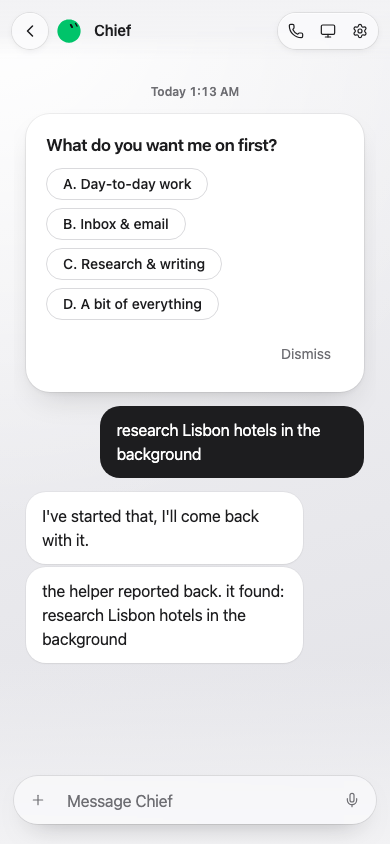 Chief
Today 1:13 AM
What do you want me on first?
A. Day-to-day work
B. Inbox & email
C. Research & writing
D. A bit of everything
Dismiss
research Lisbon hotels in the
background
I've started that, I'll come back
with it.
the helper reported back. it found:
research Lisbon hotels in the
background
Message Chief